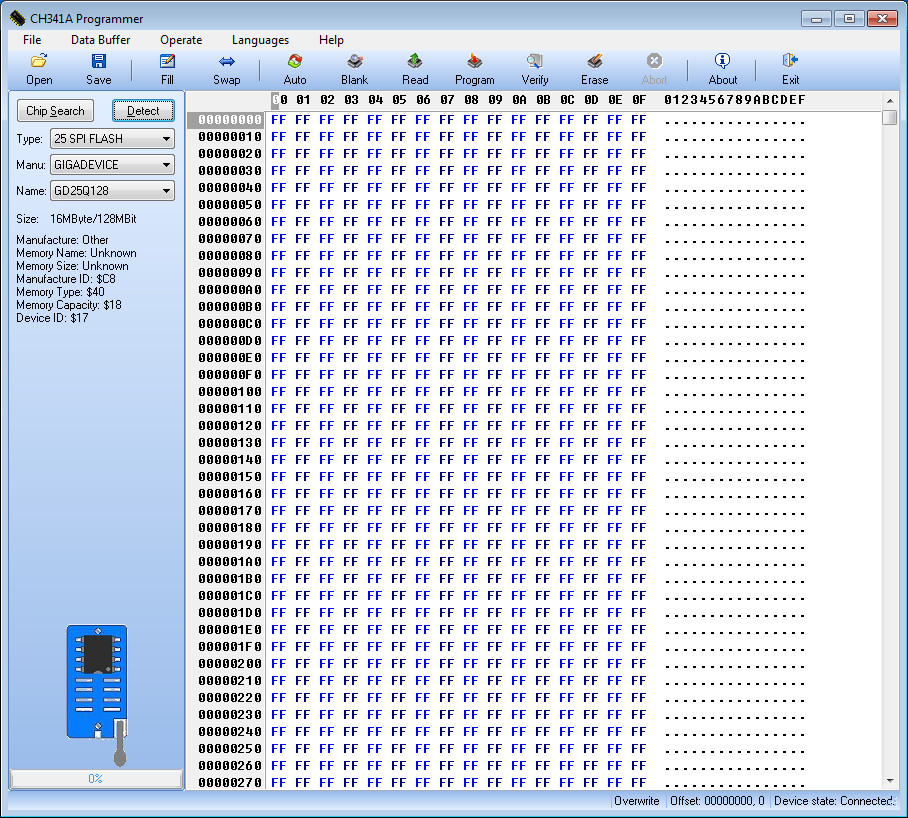 CH341A Programmer
File Data Buffer Operate Languages Help
Open Save Fill Swap Auto Blank Read Program Verify Erase Abort About Exit
Chip Search Detect
Type: 25 SPI FLASH
Manu: GIGADEVICE
Name: GD25Q128
Size: 16MByte/128MBit
Manufacture: Other
Memory Name: Unknown
Memory Size: Unknown
Manufacture ID: $C8
Memory Type: $40
Memory Capacity: $18
Device ID: $17
0%
00 01 02 03 04 05 06 07 08 09 0A 0B 0C 0D 0E 0F 0123456789ABCDEF
00000000 FF FF FF FF FF FF FF FF FF FF FF FF FF FF FF FF ................
00000010 FF FF FF FF FF FF FF FF FF FF FF FF FF FF FF FF ................
00000020 FF FF FF FF FF FF FF FF FF FF FF FF FF FF FF FF ................
00000030 FF FF FF FF FF FF FF FF FF FF FF FF FF FF FF FF ................
00000040 FF FF FF FF FF FF FF FF FF FF FF FF FF FF FF FF ................
00000050 FF FF FF FF FF FF FF FF FF FF FF FF FF FF FF FF ................
00000060 FF FF FF FF FF FF FF FF FF FF FF FF FF FF FF FF ................
00000070 FF FF FF FF FF FF FF FF FF FF FF FF FF FF FF FF ................
00000080 FF FF FF FF FF FF FF FF FF FF FF FF FF FF FF FF ................
00000090 FF FF FF FF FF FF FF FF FF FF FF FF FF FF FF FF ................
000000A0 FF FF FF FF FF FF FF FF FF FF FF FF FF FF FF FF ................
000000B0 FF FF FF FF FF FF FF FF FF FF FF FF FF FF FF FF ................
000000C0 FF FF FF FF FF FF FF FF FF FF FF FF FF FF FF FF ................
000000D0 FF FF FF FF FF FF FF FF FF FF FF FF FF FF FF FF ................
000000E0 FF FF FF FF FF FF FF FF FF FF FF FF FF FF FF FF ................
000000F0 FF FF FF FF FF FF FF FF FF FF FF FF FF FF FF FF ................
00000100 FF FF FF FF FF FF FF FF FF FF FF FF FF FF FF FF ................
00000110 FF FF FF FF FF FF FF FF FF FF FF FF FF FF FF FF ................
00000120 FF FF FF FF FF FF FF FF FF FF FF FF FF FF FF FF ................
00000130 FF FF FF FF FF FF FF FF FF FF FF FF FF FF FF FF ................
00000140 FF FF FF FF FF FF FF FF FF FF FF FF FF FF FF FF ................
00000150 FF FF FF FF FF FF FF FF FF FF FF FF FF FF FF FF ................
00000160 FF FF FF FF FF FF FF FF FF FF FF FF FF FF FF FF ................
00000170 FF FF FF FF FF FF FF FF FF FF FF FF FF FF FF FF ................
00000180 FF FF FF FF FF FF FF FF FF FF FF FF FF FF FF FF ................
00000190 FF FF FF FF FF FF FF FF FF FF FF FF FF FF FF FF ................
000001A0 FF FF FF FF FF FF FF FF FF FF FF FF FF FF FF FF ................
000001B0 FF FF FF FF FF FF FF FF FF FF FF FF FF FF FF FF ................
000001C0 FF FF FF FF FF FF FF FF FF FF FF FF FF FF FF FF ................
000001D0 FF FF FF FF FF FF FF FF FF FF FF FF FF FF FF FF ................
000001E0 FF FF FF FF FF FF FF FF FF FF FF FF FF FF FF FF ................
000001F0 FF FF FF FF FF FF FF FF FF FF FF FF FF FF FF FF ................
00000200 FF FF FF FF FF FF FF FF FF FF FF FF FF FF FF FF ................
00000210 FF FF FF FF FF FF FF FF FF FF FF FF FF FF FF FF ................
00000220 FF FF FF FF FF FF FF FF FF FF FF FF FF FF FF FF ................
00000230 FF FF FF FF FF FF FF FF FF FF FF FF FF FF FF FF ................
00000240 FF FF FF FF FF FF FF FF FF FF FF FF FF FF FF FF ................
00000250 FF FF FF FF FF FF FF FF FF FF FF FF FF FF FF FF ................
00000260 FF FF FF FF FF FF FF FF FF FF FF FF FF FF FF FF ................
00000270 FF FF FF FF FF FF FF FF FF FF FF FF FF FF FF FF ................
Overwrite Offset: 00000000, 0 Device state: Connected.